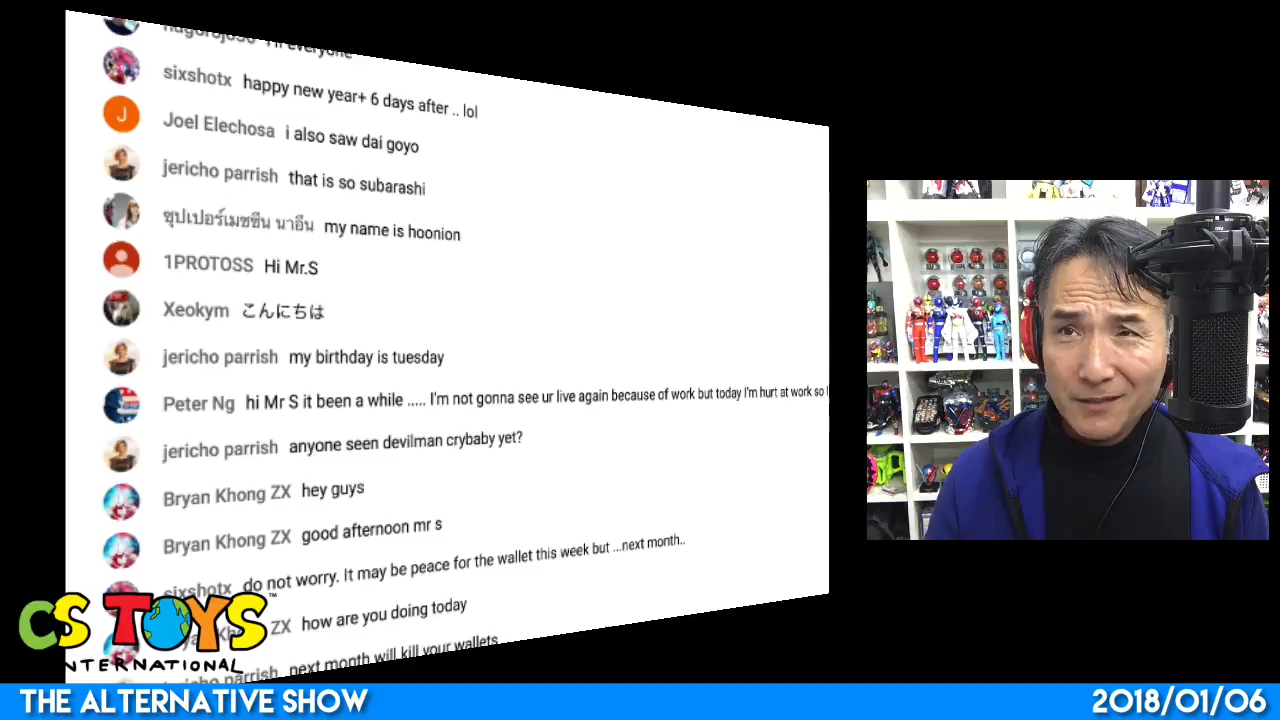 Hi everyone
sixshotx happy new year+ 6 days after .. lol
Joel Elechosa i also saw dai goyo
jericho parrish that is so subarashi
ซุปเปอร์เมซซีน นาอีน my name is hoonion
1PROTOSS Hi Mr.S
Xeokym こんにちは
jericho parrish my birthday is tuesday
Peter Ng hi Mr S it been a while ..... I'm not gonna see ur live again because of work but today I'm hurt at work so I
jericho parrish anyone seen devilman crybaby yet?
Bryan Khong ZX hey guys
Bryan Khong ZX good afternoon mr s
sixshotx do not worry. It may be peace for the wallet this week but ...next month..
ZX how are you doing today
parrish next month will kill your wallets
CS TOYS™
INTERNATIONAL
THE ALTERNATIVE SHOW
2018/01/06